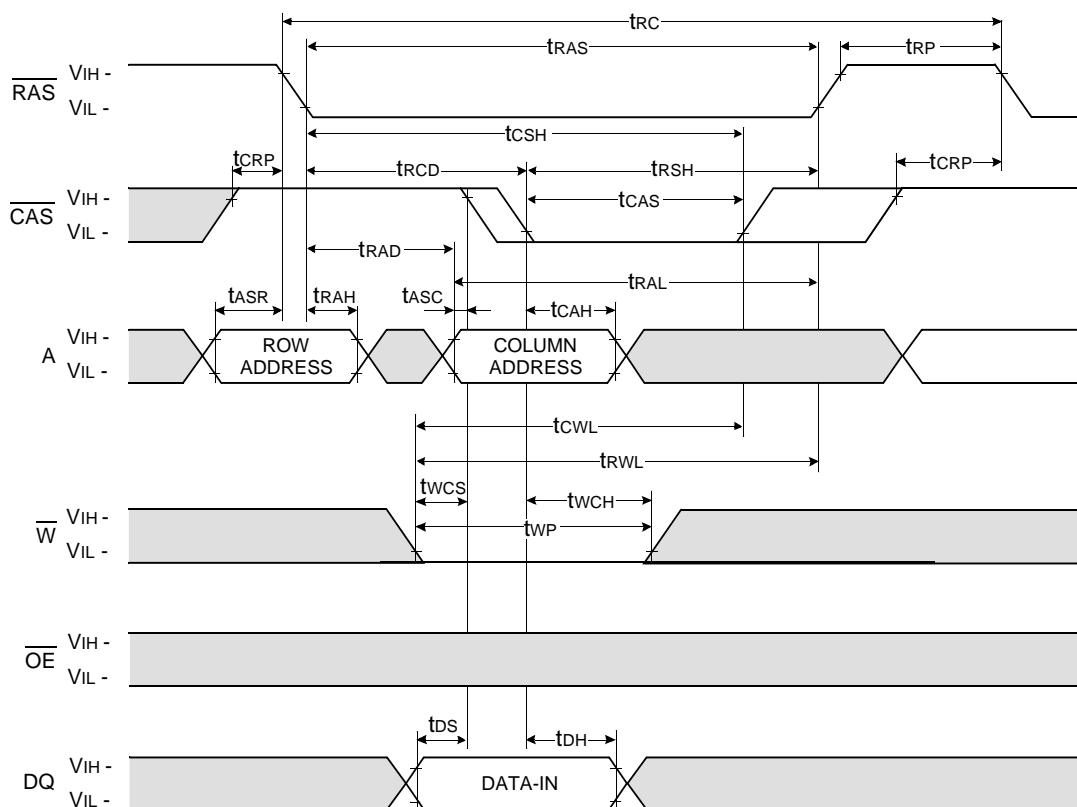 tRC
tRAS
tRP
RAS
VIH -
VIL -
tCSH
tCRP
tRCD
tRSH
tCRP
CAS
VIH -
VIL -
tCAS
tRAD
tRAL
tASR
tRAH
tASC
tCAH
A
VIH -
VIL -
ROW
ADDRESS
COLUMN
ADDRESS
tCWL
tRWL
tWCS
tWCH
W
VIH -
VIL -
tWP
OE
VIH -
VIL -
tDS
tDH
DQ
VIH -
VIL -
DATA-IN